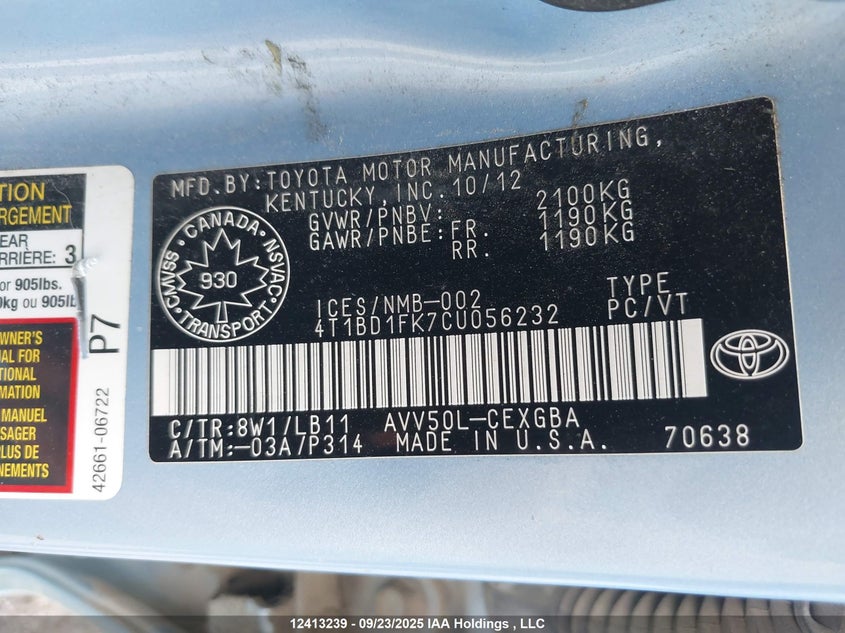 TION
RGEMENT
EAR
RRIÈRE: 3
or 905lbs.
0kg ou 905lb
OWNER'S
UAL FOR
TIONAL
RMATION
MANUEL
SAGER
PLUS DE
NEMENTS
P7
42661-06722
MFD.BY:TOYOTA MOTOR MANUFACTURING,
KENTUCKY,INC.10/12
GVWR/PNBV: 2100KG
GAWR/PNBE: FR. 1190KG
RR. 1190KG
CANADA
CMVSS
NSVAC
930
TRANSPORT
ICES/NMB-002
TYPE
4T1BD1FK7CU056232
PC/VT
C/TR:8W1/LB11 AVV50L-CEXGBA
A/TM:-03A/P314 MADE IN U.S.A. 70638
12413239 - 09/23/2025 IAA Holdings, LLC.